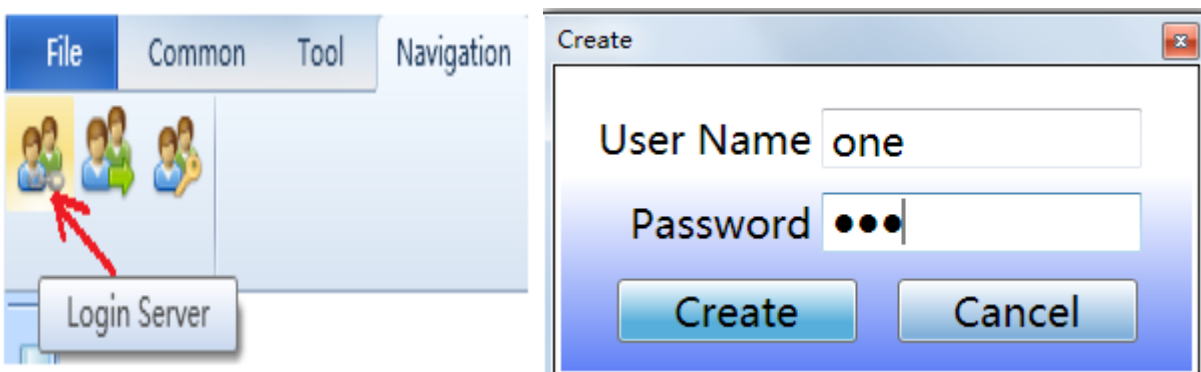 File Common Tool Navigation
Login Server
Create
User Name one
Password •••
Create Cancel